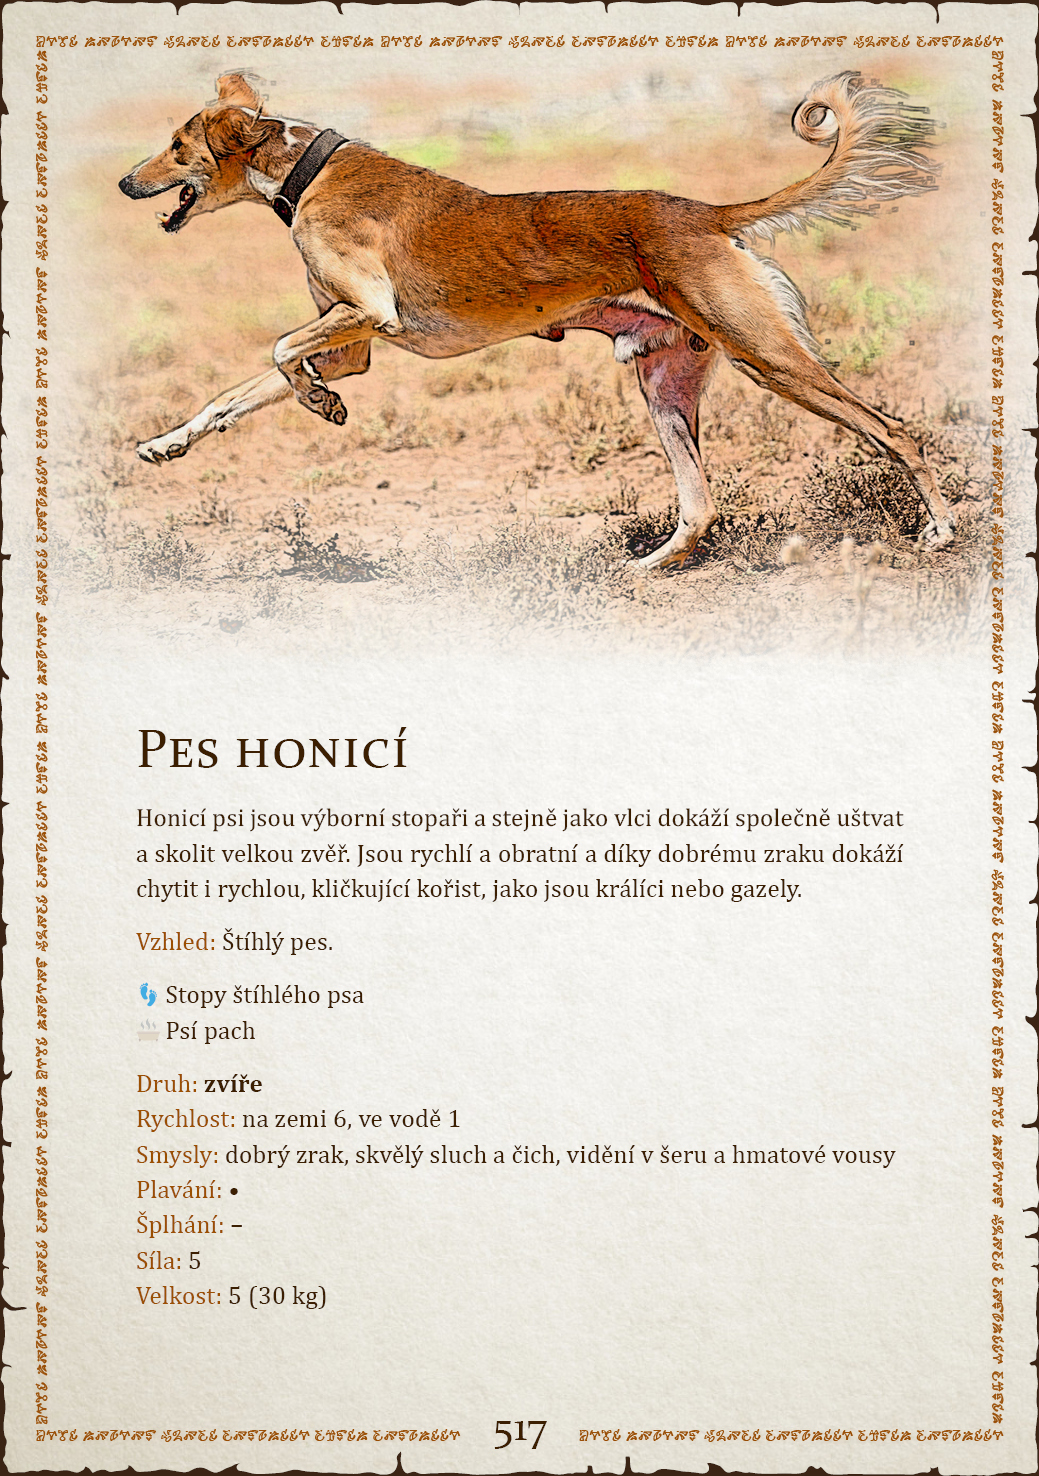 Pes honicí
Honicí psi jsou výborní stopaři a stejně jako vlci dokáží společně uštvat
a skolit velkou zvěř. Jsou rychlí a obratní a díky dobrému zraku dokáží
chytit i rychlou, kličkující kořist, jako jsou králíci nebo gazely.
Vzhled: Štíhlý pes.
Stopy štíhlého psa
Psí pach
Druh: zvíře
Rychlost: na zemi 6, ve vodě 1
Smysly: dobrý zrak, skvělý sluch a čich, vidění v šeru a hmatové vousy
Plavání: •
Šplhání: –
Síla: 5
Velkost: 5 (30 kg)
517